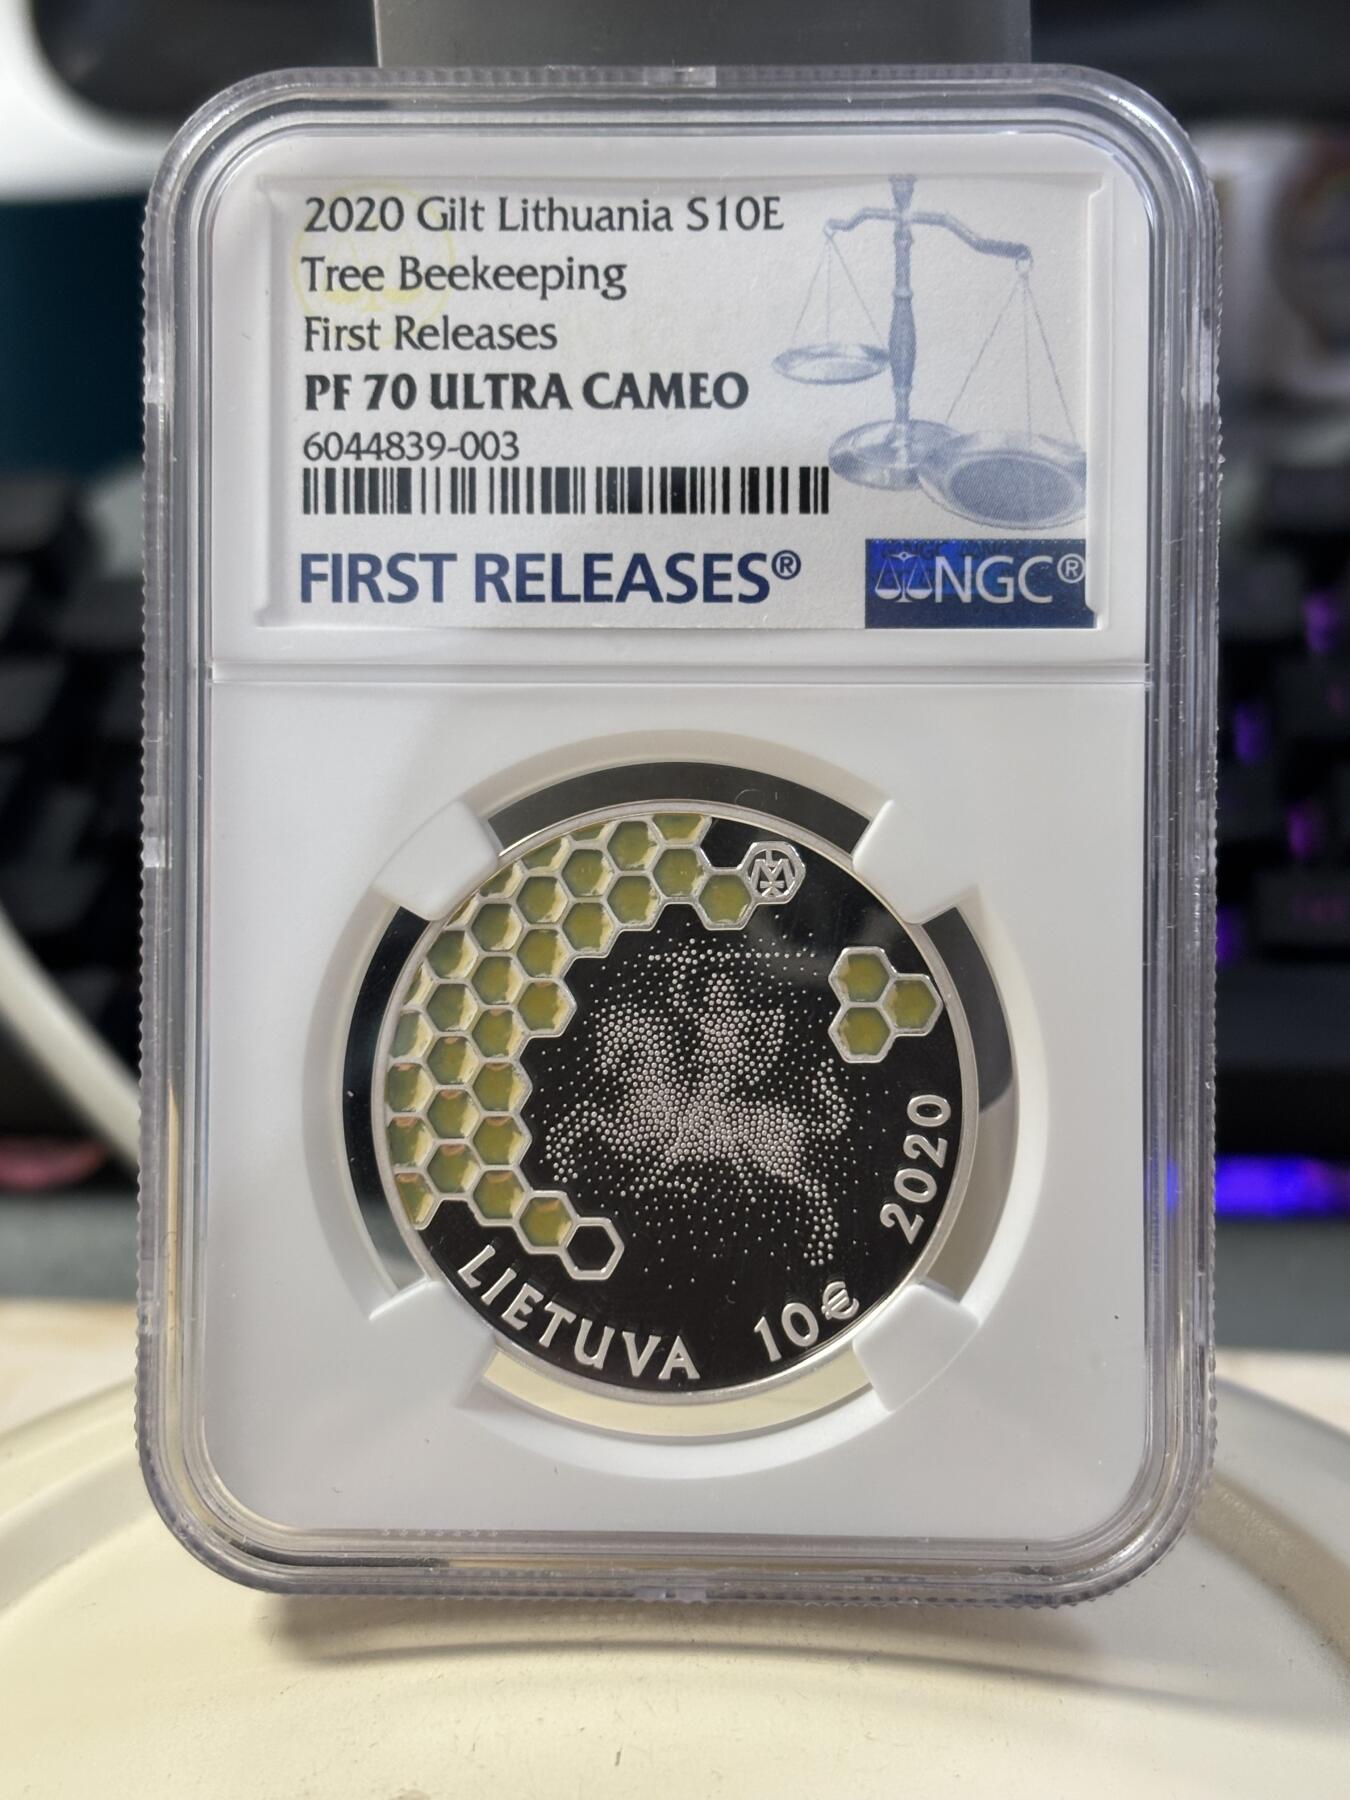 2020 Gilt Lithuania S10E
Tree Beekeeping
First Releases
PF 70 ULTRA CAMEO
6044839-003
FIRST RELEASES®
NGC®
LIETUVA 10€ 2020